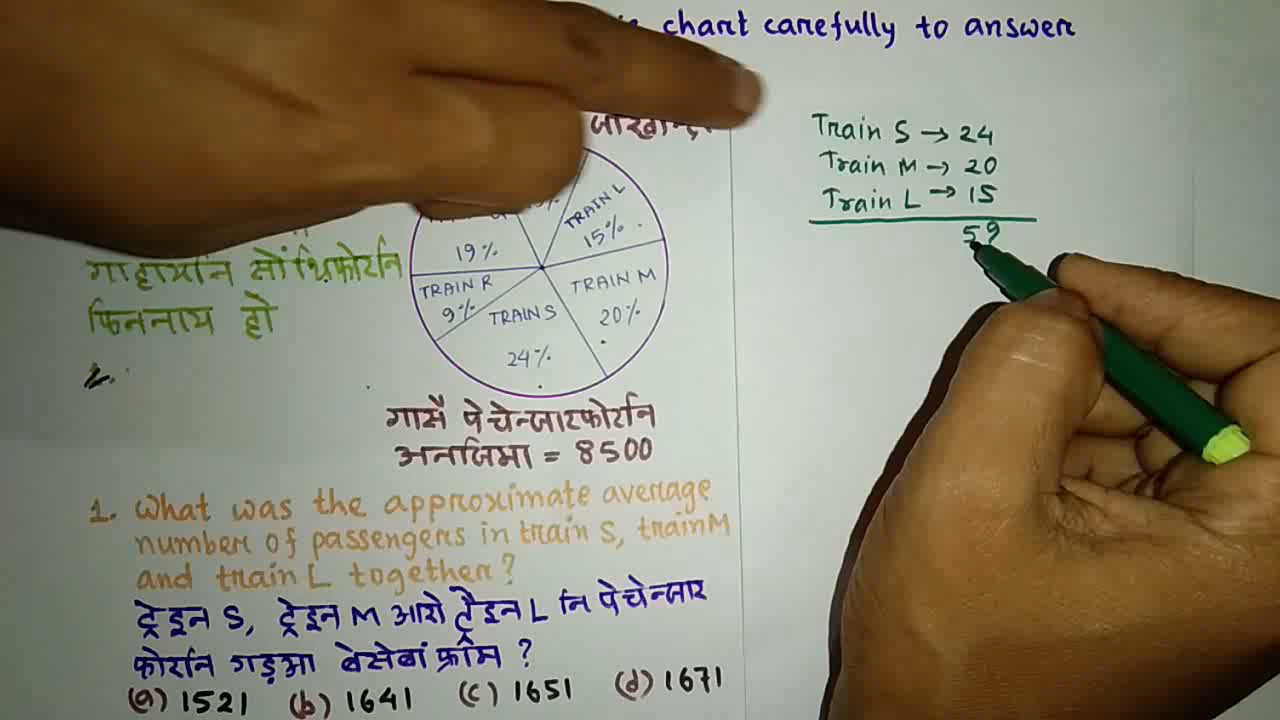 chart carefully to answer
Train S → 24
Train M → 20
Train L → 15
59
TRAIN L
15%
19%
TRAIN M
20%
TRAIN R
9%
TRAIN S
24%
फिननाय हो
गासै पेचेन्जारफोरनि
अनजिमा = 8500
1. What was the approximate average
number of passengers in train S, train M
and train L together?
ट्रेइन S, ट्रेइन M आरो ट्रेइन L नि पेचेन्जार
फोरनि गड़आ बेसेबां फ्राम ?
(a) 1521 (b) 1641 (c) 1651 (d) 1671